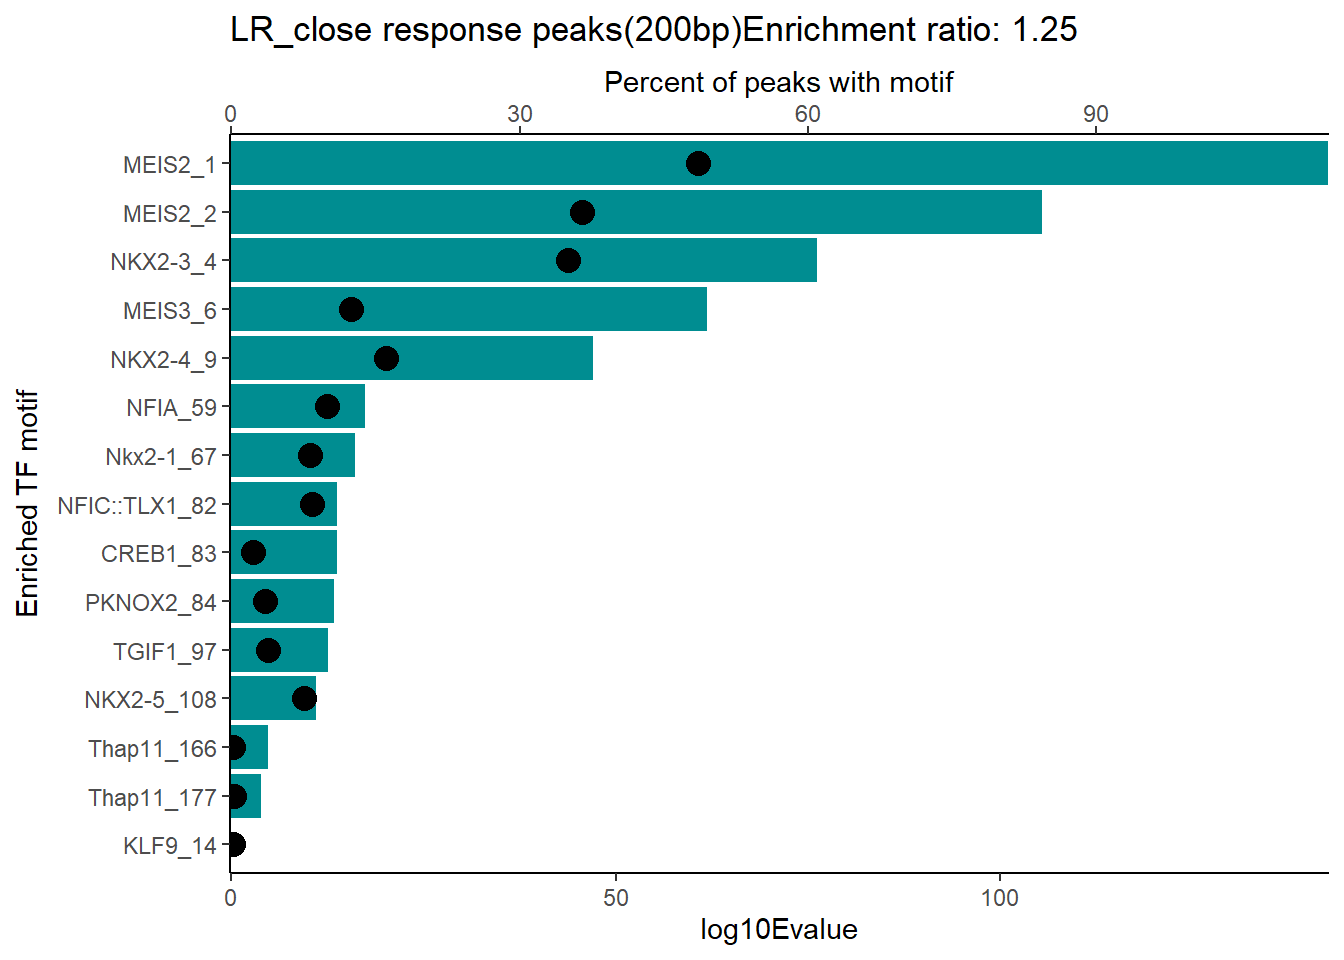 LR_close response peaks(200bp)Enrichment ratio: 1.25
Percent of peaks with motif
0 30 60 90
MEIS2_1
MEIS2_2
NKX2-3_4
MEIS3_6
NKX2-4_9
NFIA_59
Nkx2-1_67
NFIC::TLX1_82
CREB1_83
PKNOX2_84
TGIF1_97
NKX2-5_108
Thap11_166
Thap11_177
KLF9_14
Enriched TF motif
0 50 100
log10Evalue